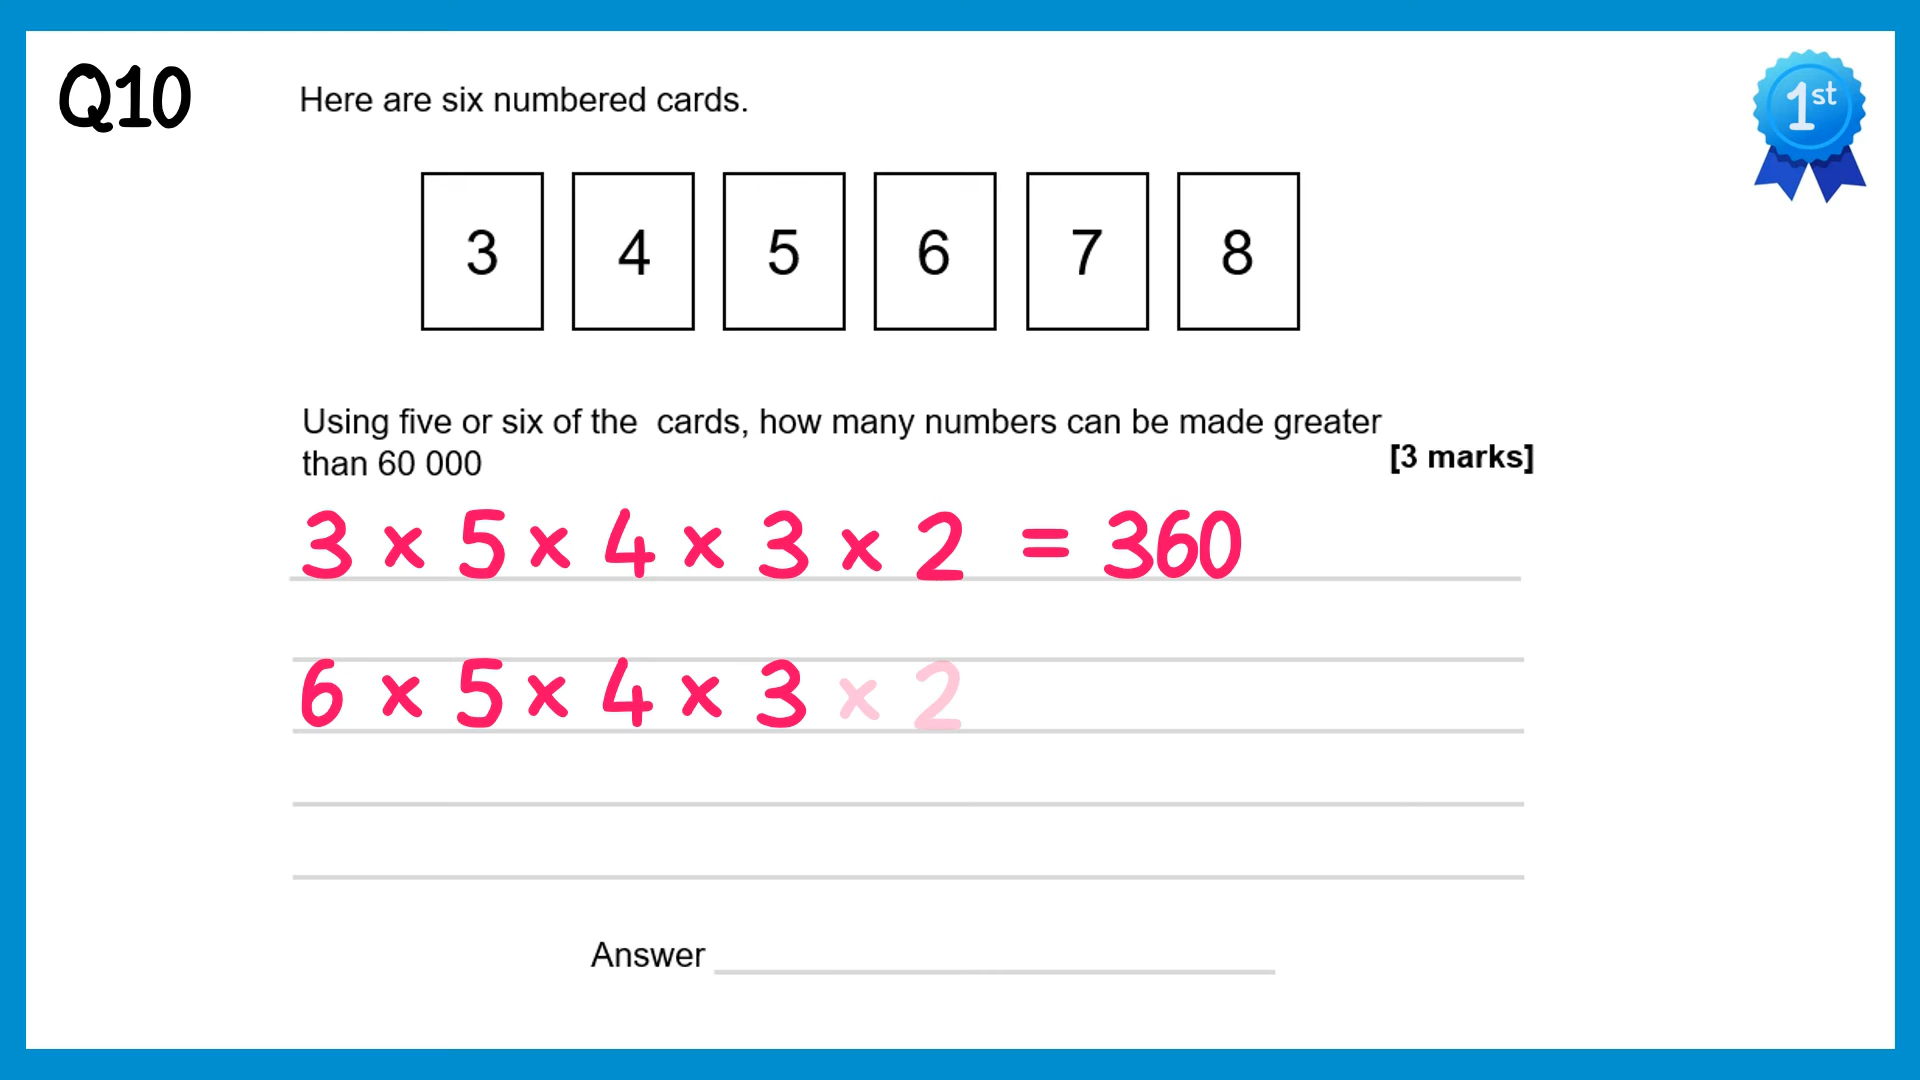 Q10
Here are six numbered cards.
1st
3 4 5 6 7 8
Using five or six of the cards, how many numbers can be made greater
than 60 000
[3 marks]
3 × 5 × 4 × 3 × 2 = 360
6 × 5 × 4 × 3 × 2
Answer